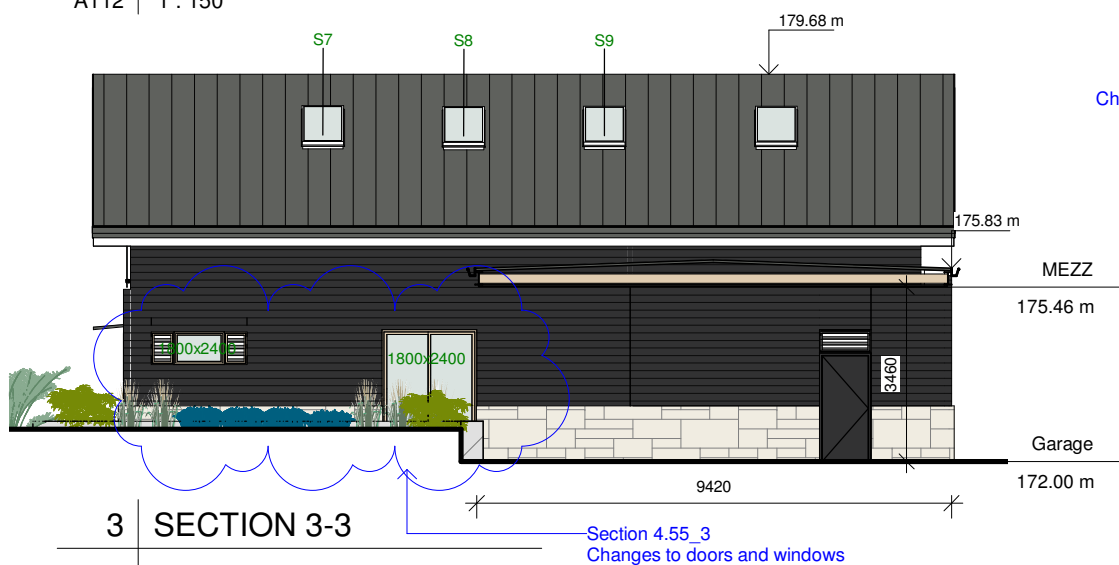 A112 1 : 150
179.68 m
S7 S8 S9
Ch
175.83 m
MEZZ
175.46 m
1800x2400
1800x2400
3460
Garage
172.00 m
9420
3 SECTION 3-3
Section 4.55_3
Changes to doors and windows